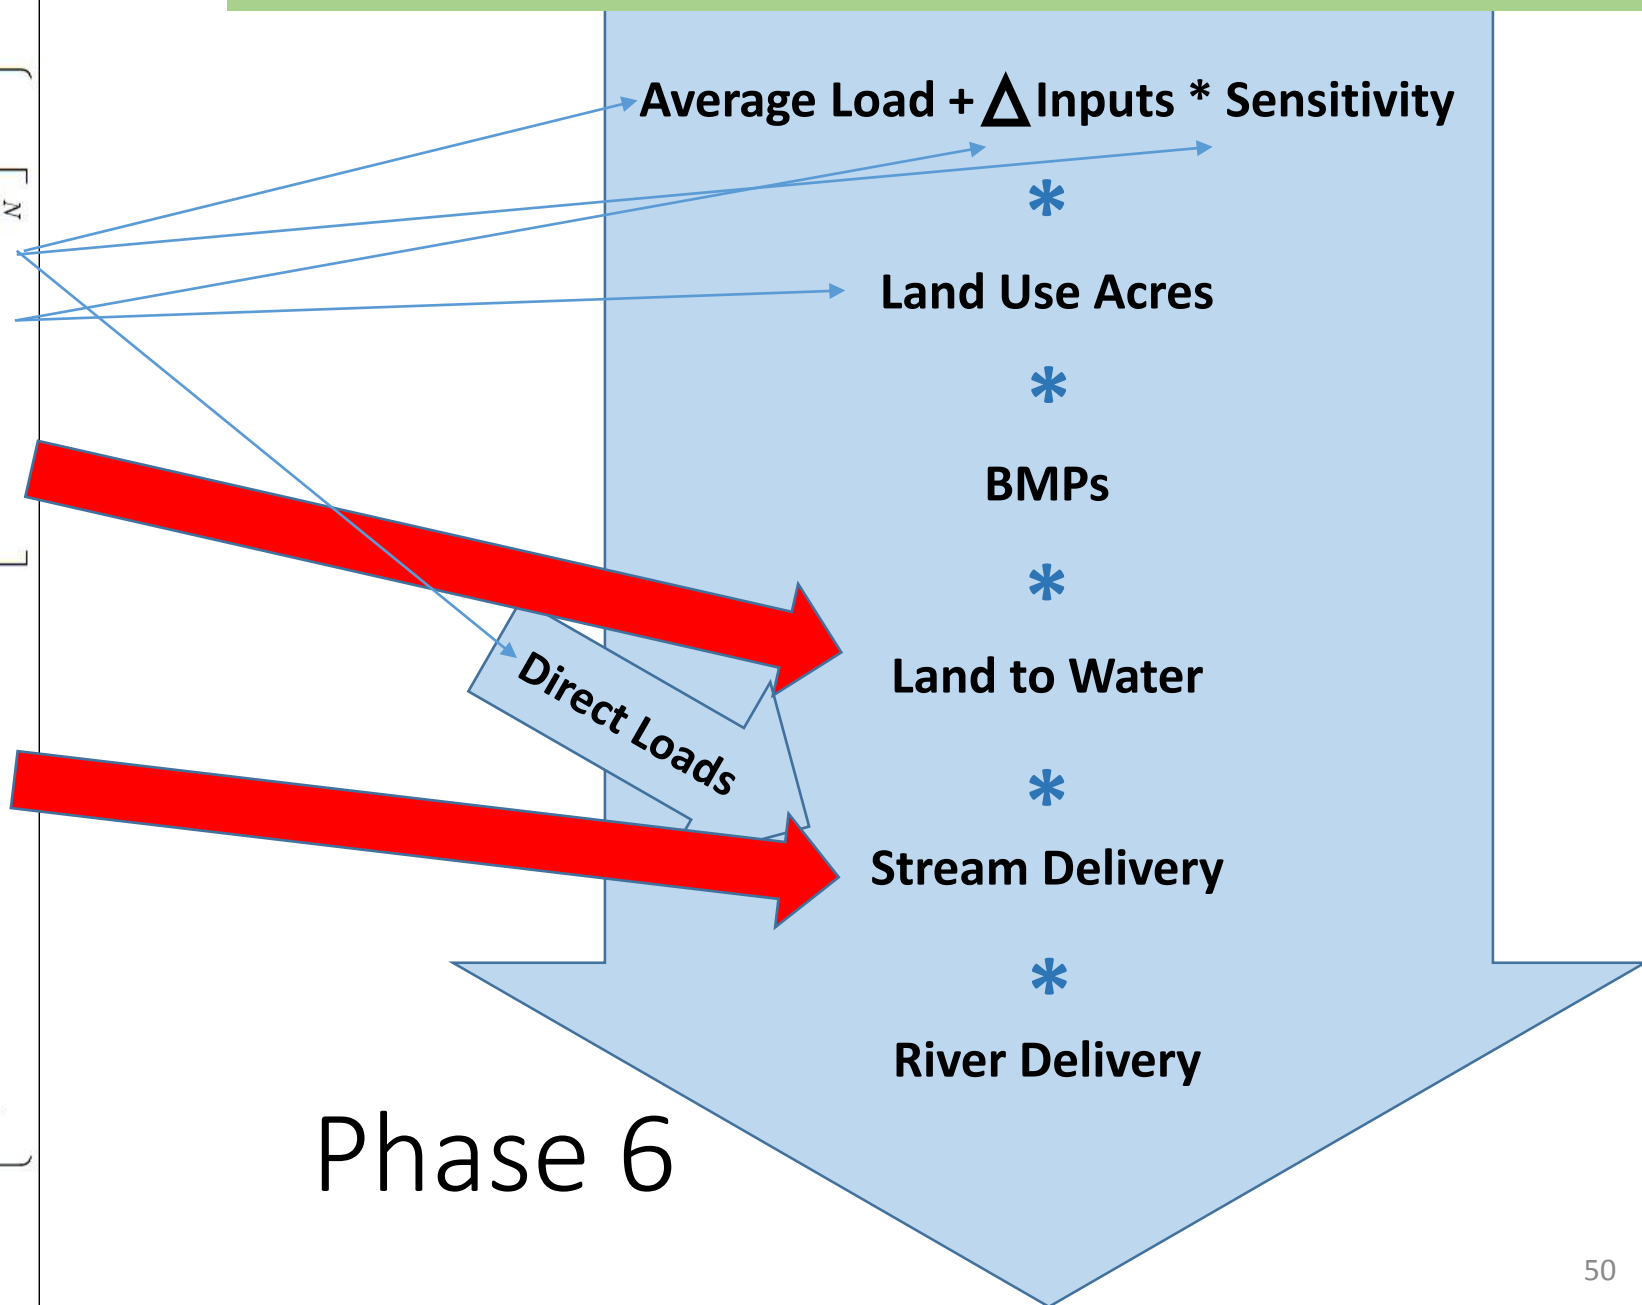 Average Load + Δ Inputs * Sensitivity
*
Land Use Acres
*
BMPs
*
Land to Water
Direct Loads
*
Stream Delivery
*
River Delivery
Phase 6
50
N